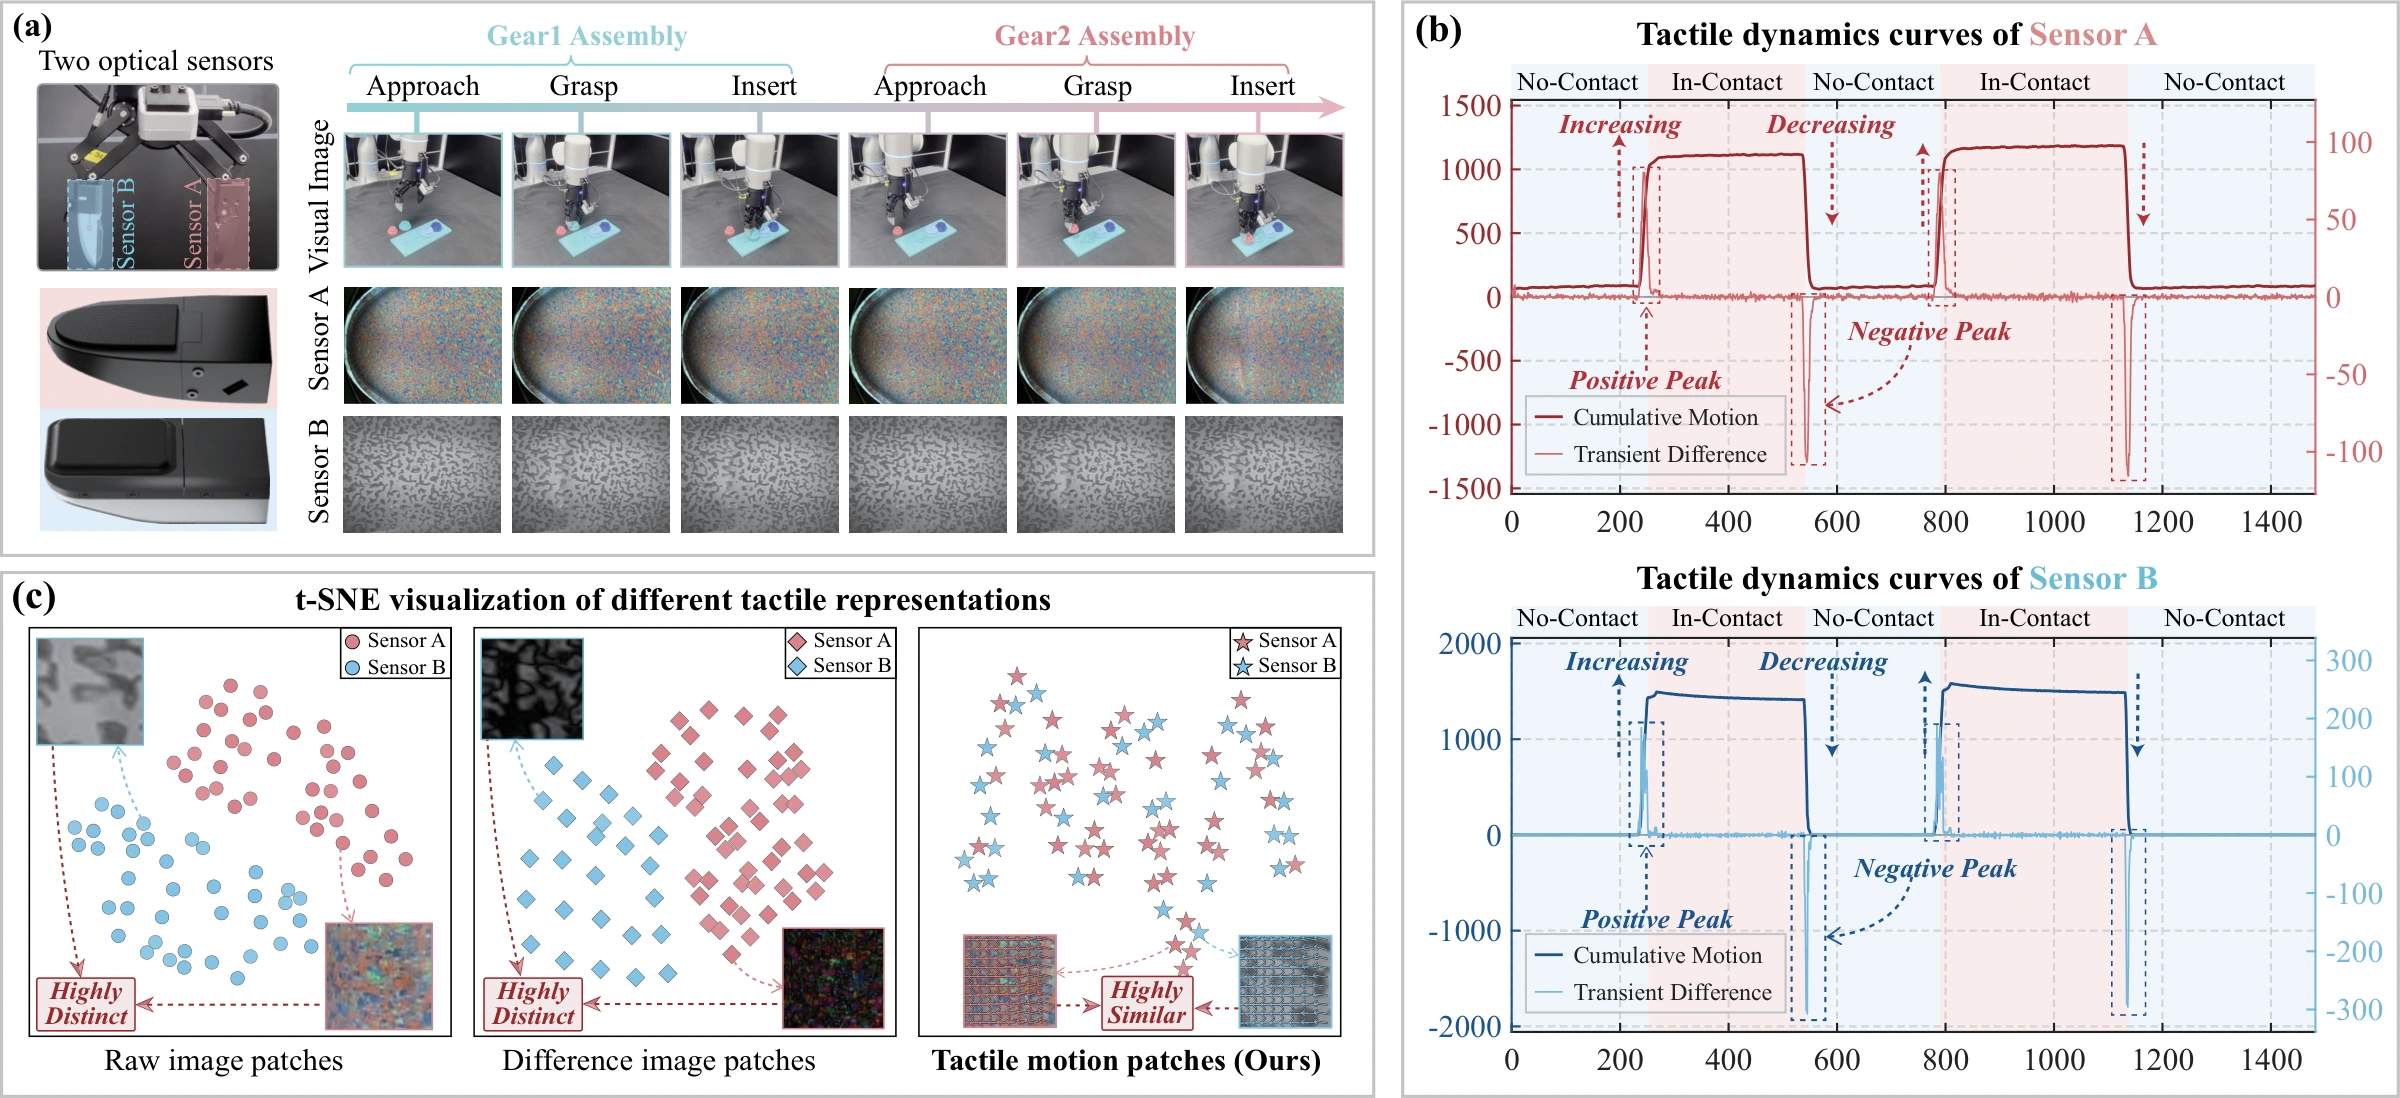 (a)
Two optical sensors
Sensor B
Sensor A
Gear1 Assembly
Gear2 Assembly
Approach
Grasp
Insert
Approach
Grasp
Insert
Visual Image
Sensor A
Sensor B
(b)
Tactile dynamics curves of Sensor A
No-Contact
In-Contact
No-Contact
In-Contact
No-Contact
1500
1000
500
0
-500
-1000
-1500
100
50
0
-50
-100
Increasing
Decreasing
Negative Peak
Positive Peak
Cumulative Motion
Transient Difference
0 200 400 600 800 1000 1200 1400
Tactile dynamics curves of Sensor B
No-Contact
In-Contact
No-Contact
In-Contact
No-Contact
2000
1000
0
-1000
-2000
300
200
100
0
-100
-200
-300
Increasing
Decreasing
Negative Peak
Positive Peak
Cumulative Motion
Transient Difference
0 200 400 600 800 1000 1200 1400
(c)
t-SNE visualization of different tactile representations
Sensor A
Sensor B
Highly
Distinct
Raw image patches
Sensor A
Sensor B
Highly
Distinct
Difference image patches
Sensor A
Sensor B
Highly
Similar
Tactile motion patches (Ours)